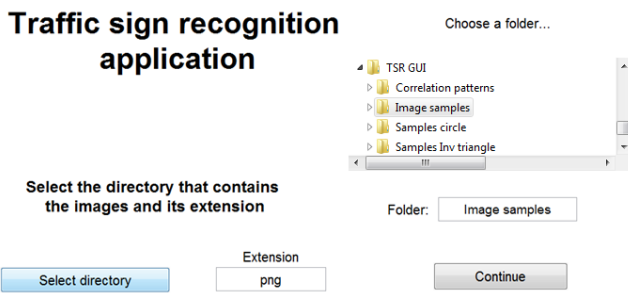 Traffic sign recognition
application
Select the directory that contains
the images and its extension
Select directory
Extension
png
Choose a folder...
TSR GUI
Correlation patterns
Image samples
Samples circle
Samples Inv triangle
Folder:
Image samples
Continue